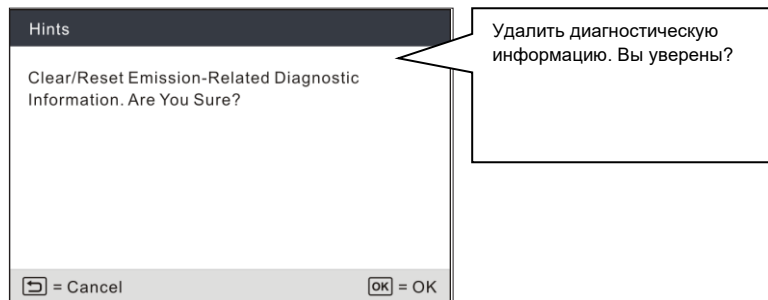 Hints
Clear/Reset Emission-Related Diagnostic
Information. Are You Sure?
= Cancel
OK = OK
Удалить диагностическую
информацию. Вы уверены?